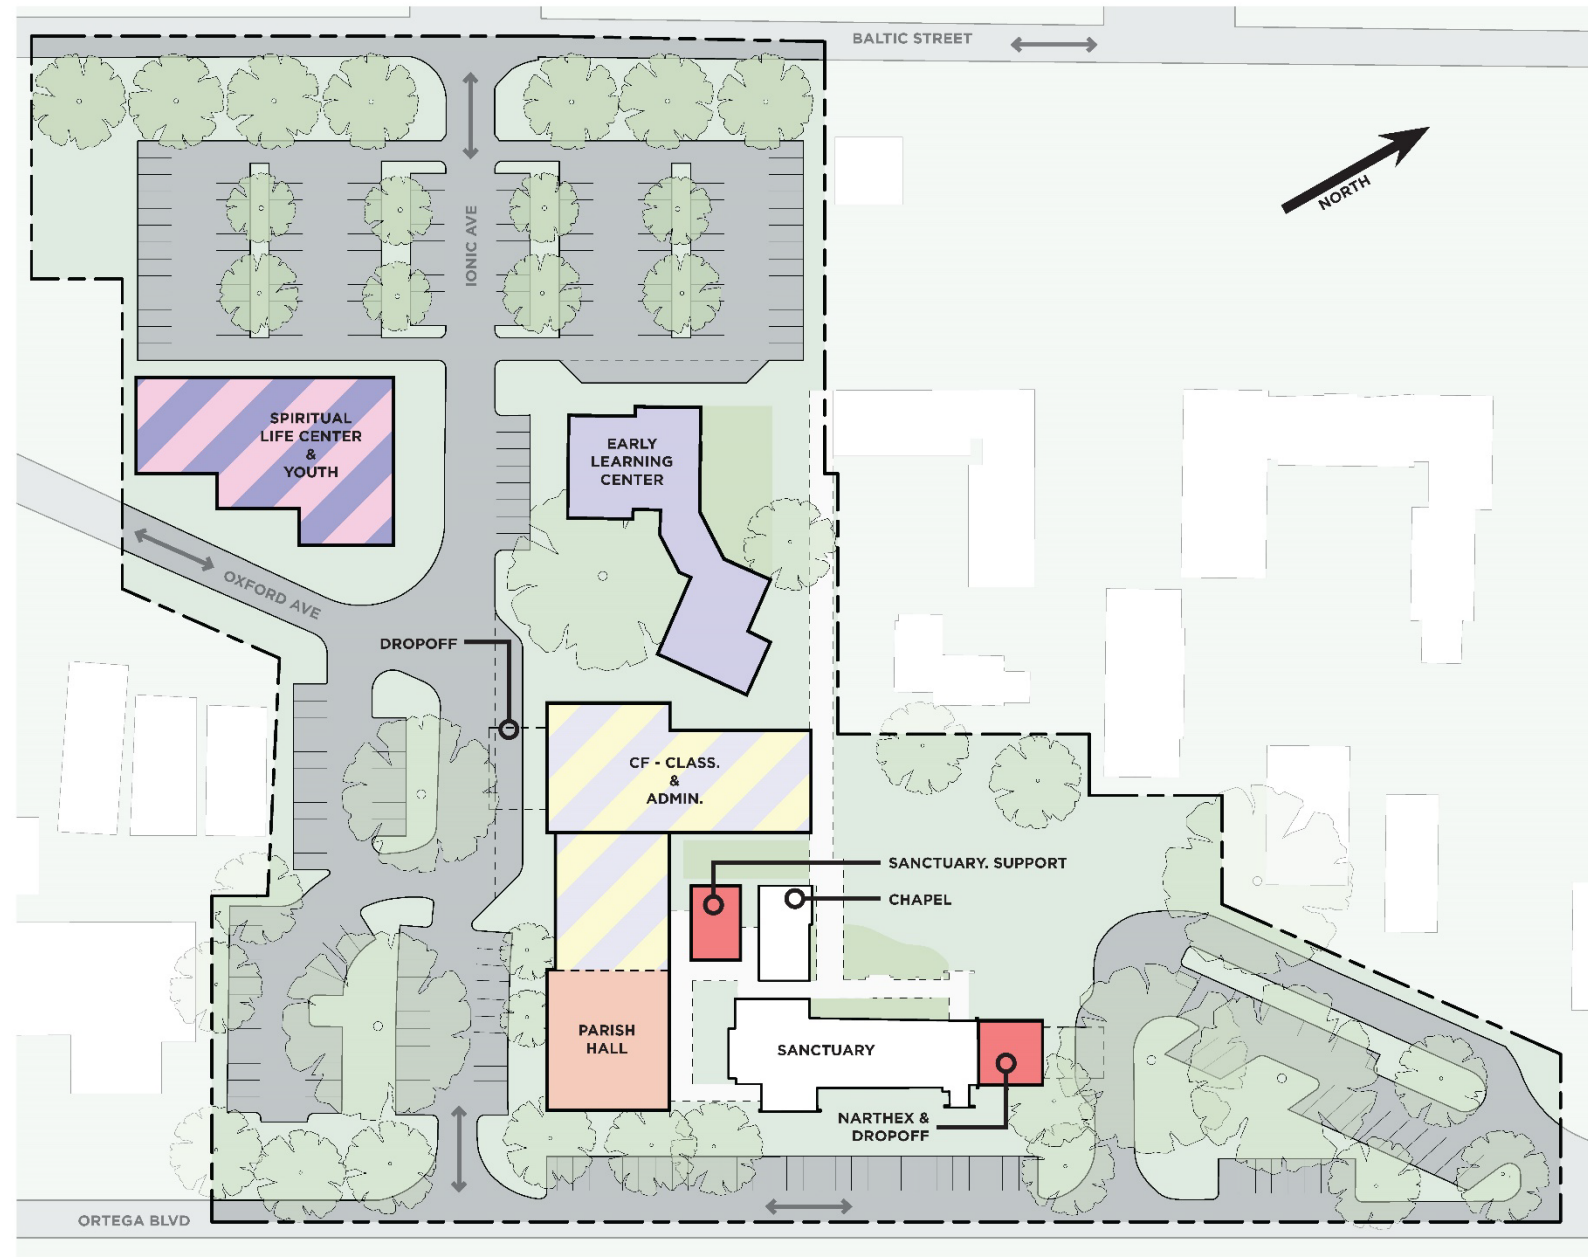 BALTIC STREET
NORTH
IONIC AVE
SPIRITUAL
LIFE CENTER
&
YOUTH
EARLY
LEARNING
CENTER
OXFORD AVE
DROPOFF
CF - CLASS.
&
ADMIN.
SANCTUARY. SUPPORT
CHAPEL
PARISH
HALL
SANCTUARY
NARTHEX &
DROPOFF
ORTEGA BLVD